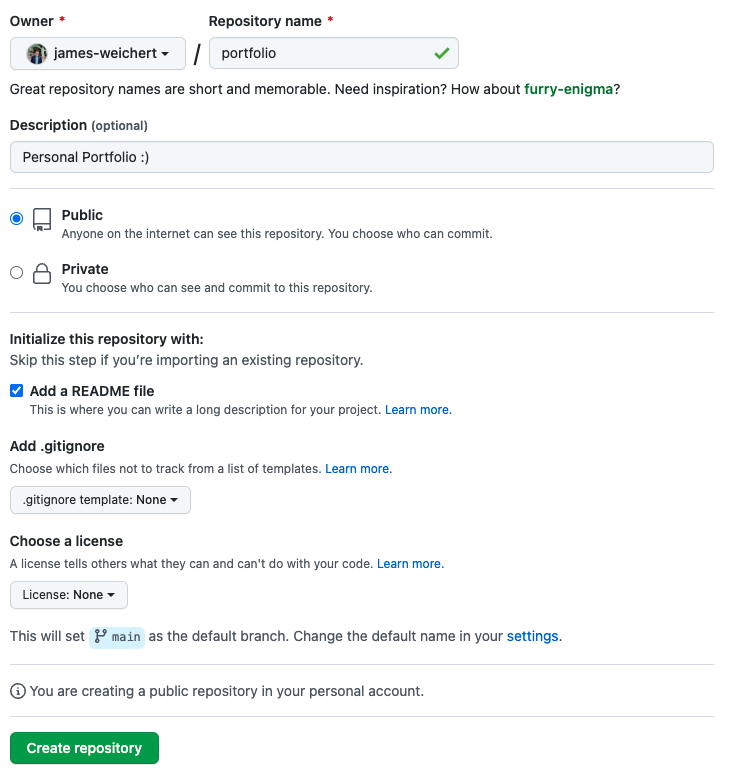 Owner * Repository name *
james-weichert / portfolio
Great repository names are short and memorable. Need inspiration? How about furry-enigma?
Description (optional)
Personal Portfolio :)
Public
Anyone on the internet can see this repository. You choose who can commit.
Private
You choose who can see and commit to this repository.
Initialize this repository with:
Skip this step if you’re importing an existing repository.
Add a README file
This is where you can write a long description for your project. Learn more.
Add .gitignore
Choose which files not to track from a list of templates. Learn more.
.gitignore template: None
Choose a license
A license tells others what they can and can't do with your code. Learn more.
License: None
This will set main as the default branch. Change the default name in your settings.
You are creating a public repository in your personal account.
Create repository